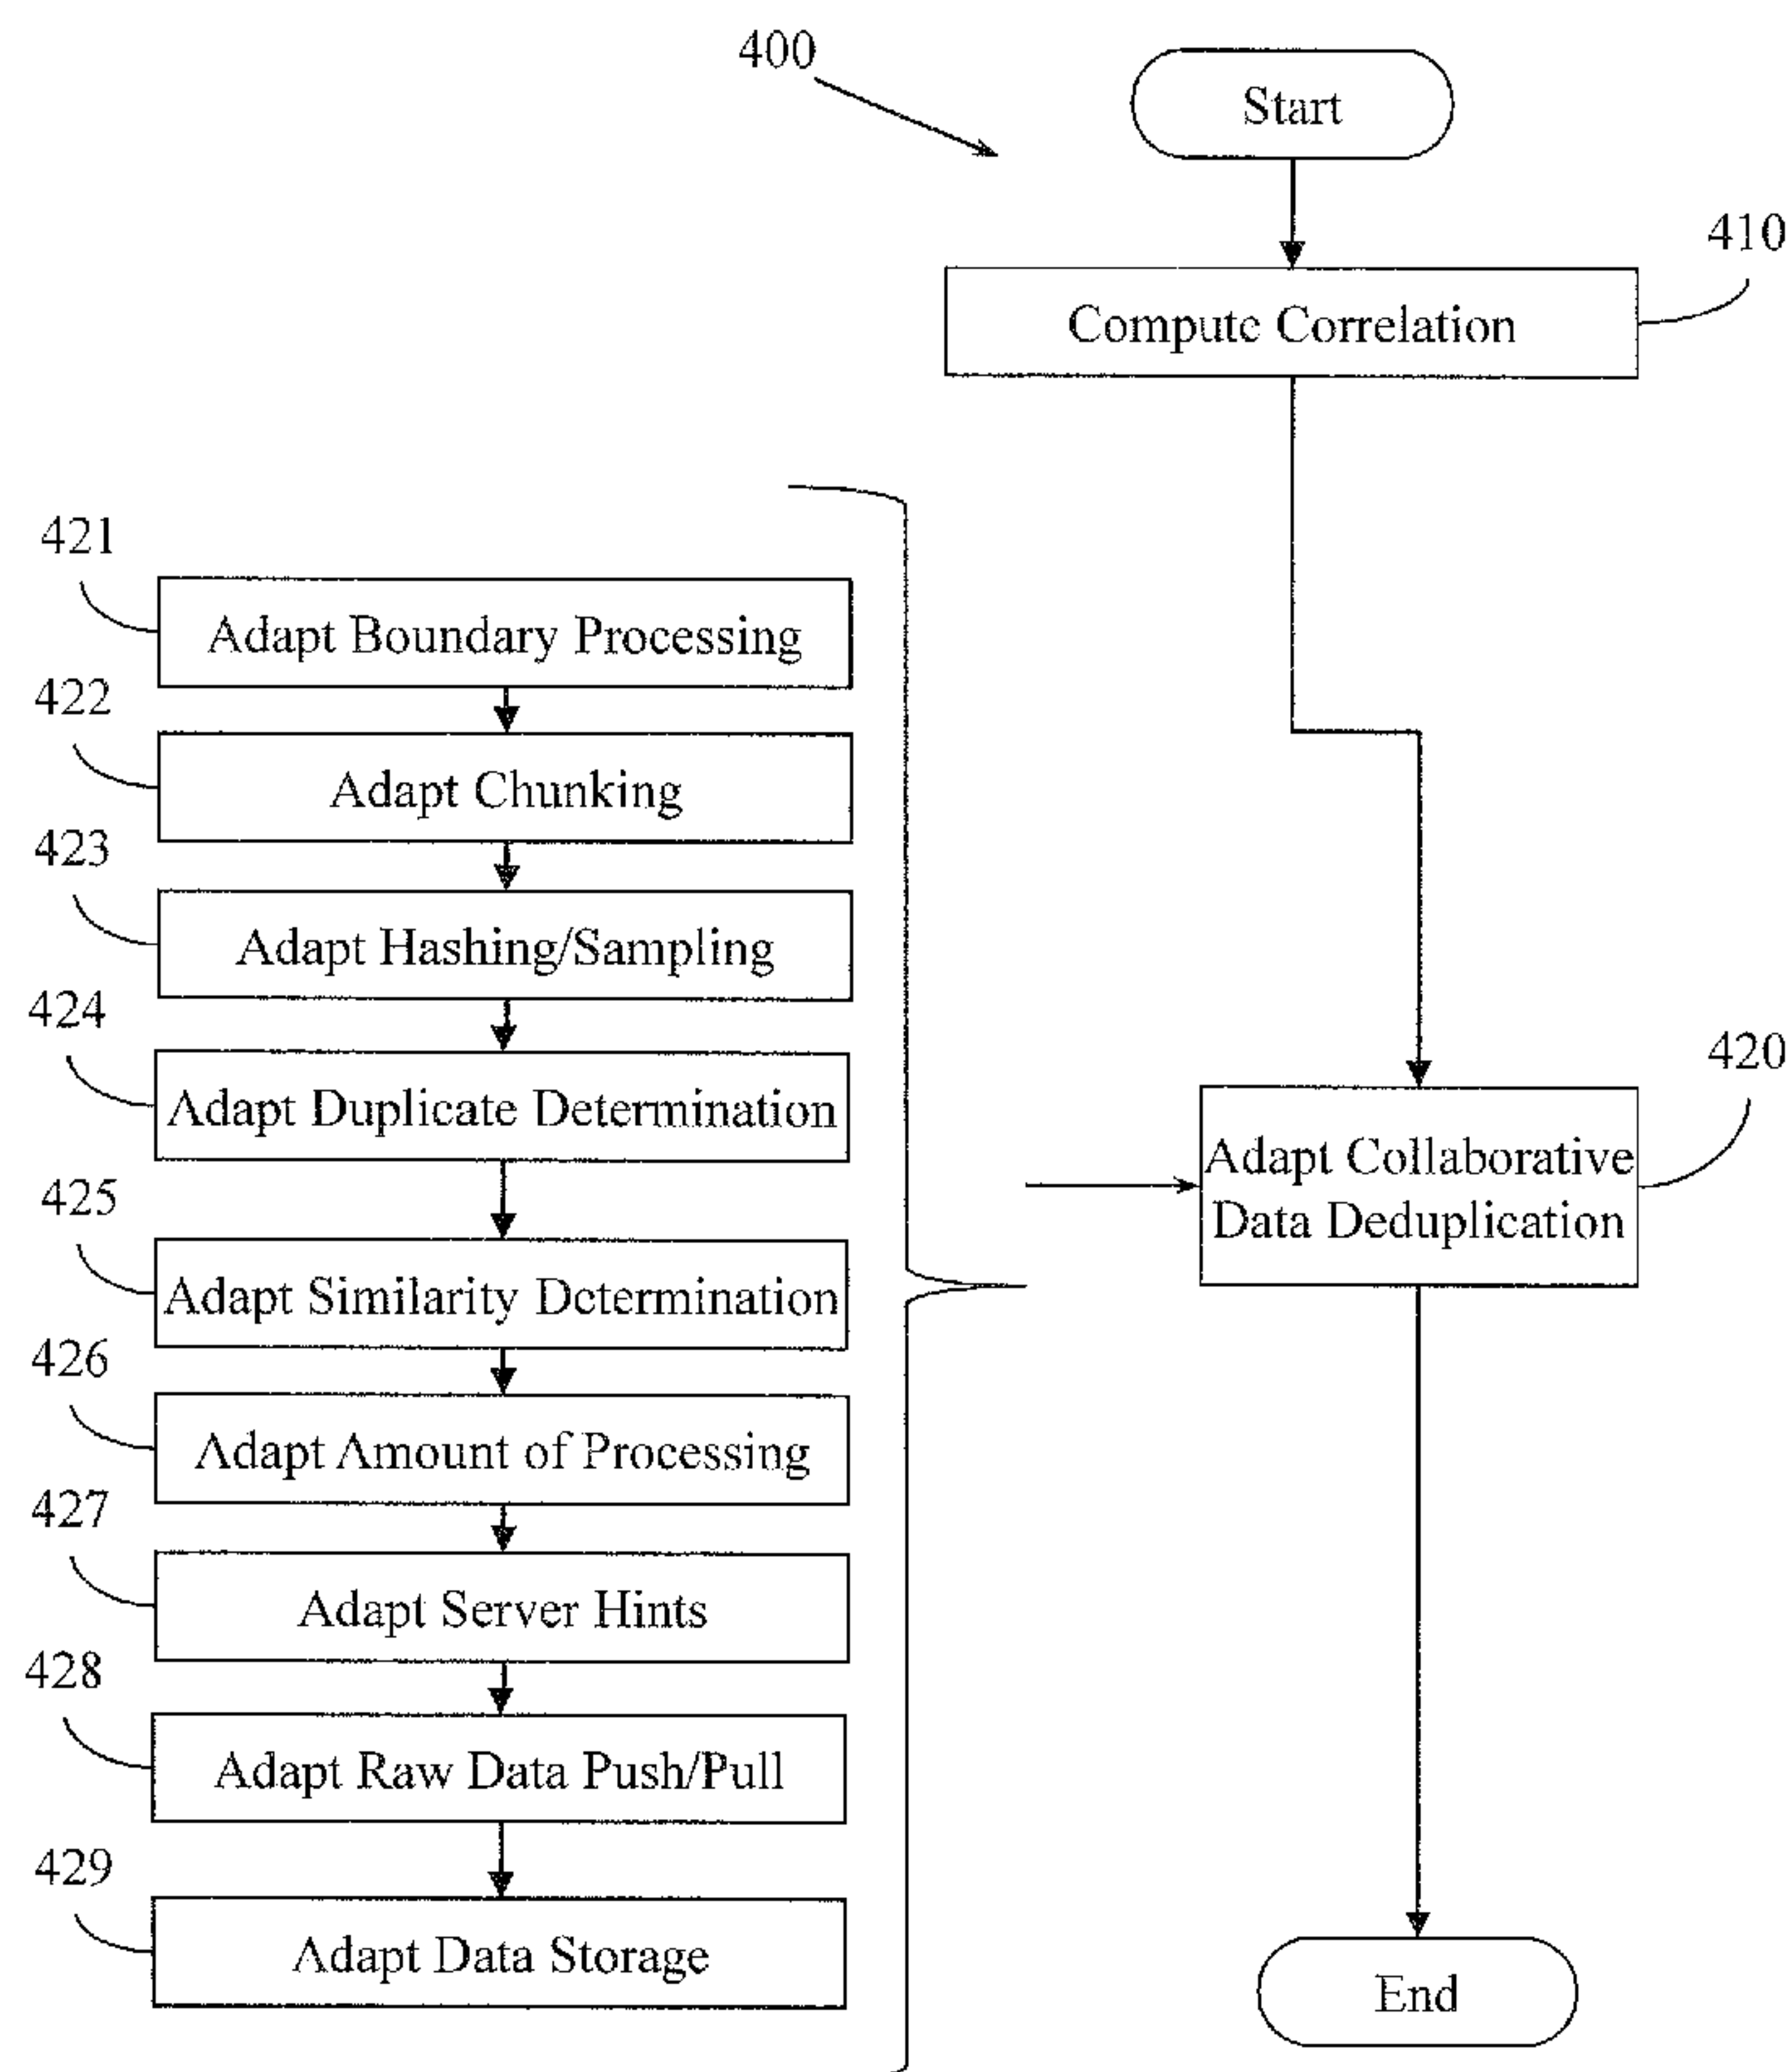 400
Start
410
Compute Correlation
421
Adapt Boundary Processing
422
Adapt Chunking
423
Adapt Hashing/Sampling
424
Adapt Duplicate Determination
425
Adapt Similarity Determination
426
Adapt Amount of Processing
427
Adapt Server Hints
428
Adapt Raw Data Push/Pull
429
Adapt Data Storage
420
Adapt Collaborative
Data Deduplication
End